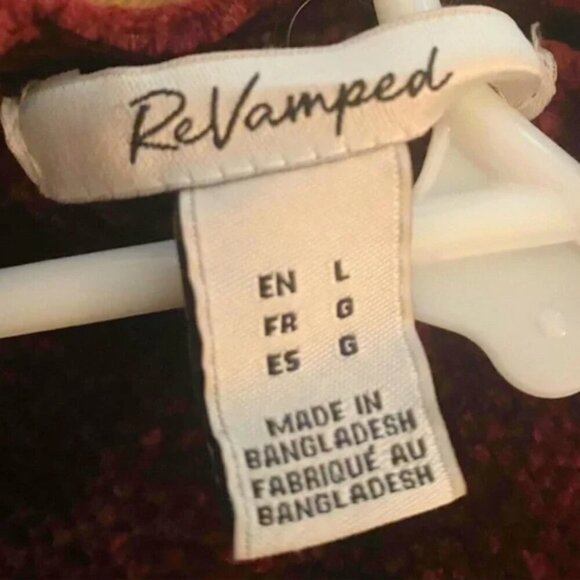 ReVamped
EN L
FR G
ES G
MADE IN
BANGLADESH
FABRIQUÉ AU
BANGLADESH